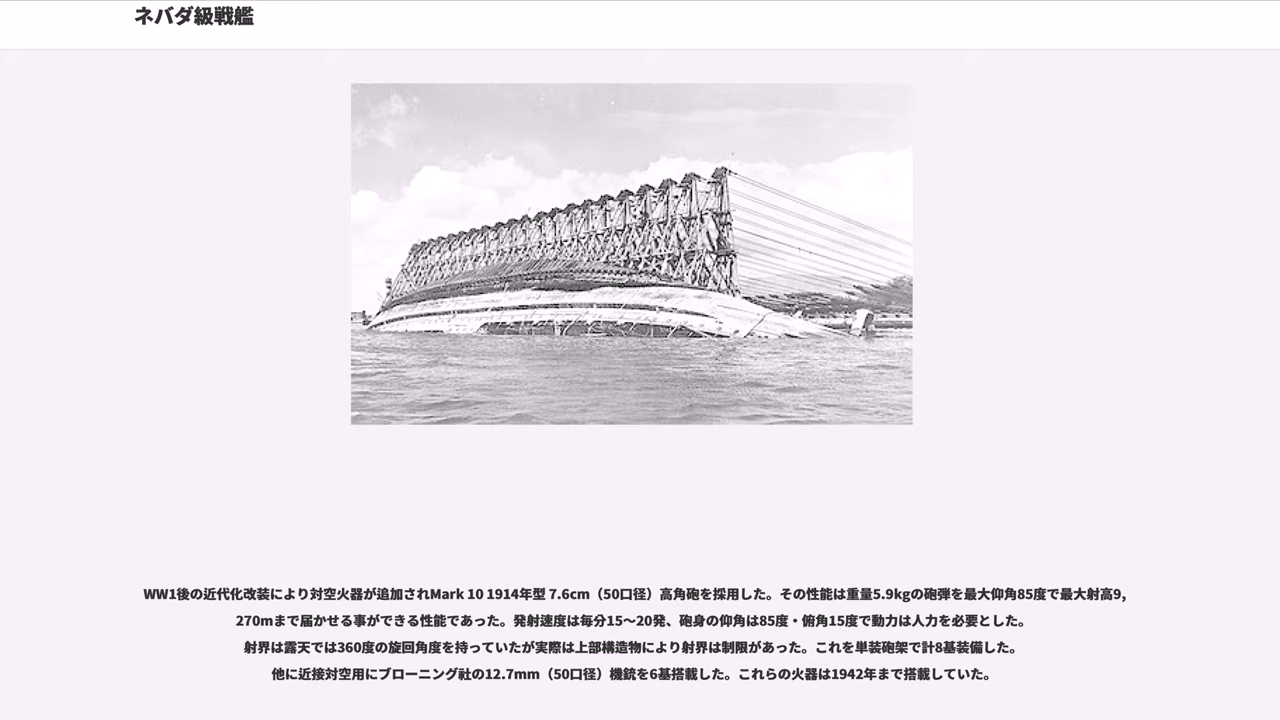 ネバダ級戦艦
WW1後の近代化改装により対空火器が追加されMark 10 1914年型 7.6cm（50口径）高角砲を採用した。その性能は重量5.9kgの砲弾を最大仰角85度で最大射高9,
270mまで届かせる事ができる性能であった。発射速度は毎分15～20発、砲身の仰角は85度・俯角15度で動力は人力を必要とした。
射界は露天では360度の旋回角度を持っていたが実際は上部構造物により射界は制限があった。これを単装砲架で計8基装備した。
他に近接対空用にブローニング社の12.7mm（50口径）機銃を6基搭載した。これらの火器は1942年まで搭載していた。